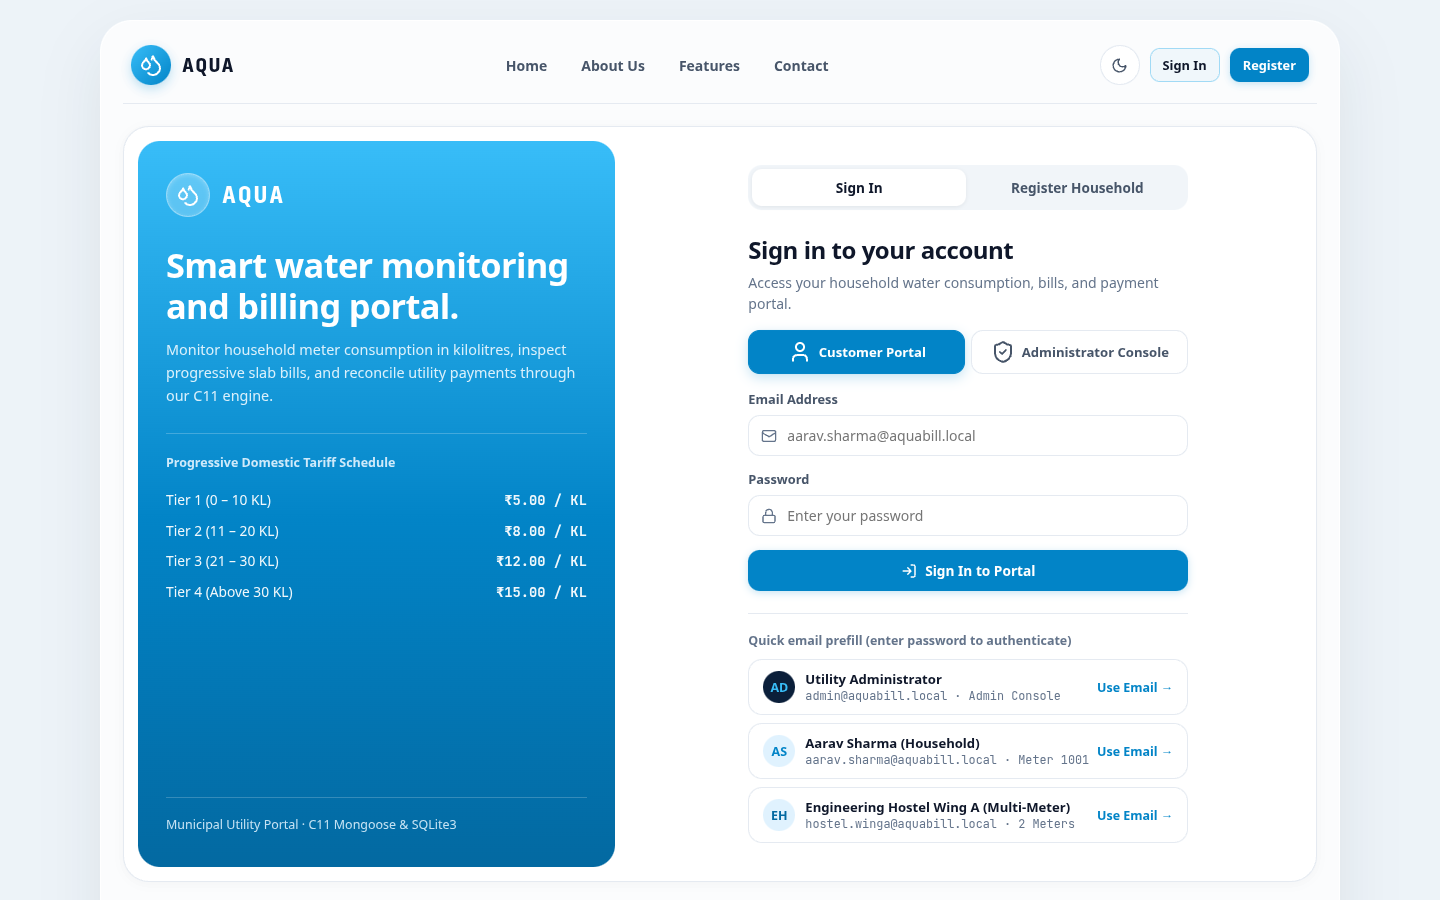 AQUA
Home
About Us
Features
Contact
Sign In
Register
AQUA
Smart water monitoring
and billing portal.
Monitor household meter consumption in kilolitres, inspect
progressive slab bills, and reconcile utility payments through
our C11 engine.
Progressive Domestic Tariff Schedule
Tier 1 (0 – 10 KL) ₹5.00 / KL
Tier 2 (11 – 20 KL) ₹8.00 / KL
Tier 3 (21 – 30 KL) ₹12.00 / KL
Tier 4 (Above 30 KL) ₹15.00 / KL
Municipal Utility Portal · C11 Mongoose & SQLite3
Sign In
Register Household
Sign in to your account
Access your household water consumption, bills, and payment
portal.
Customer Portal
Administrator Console
Email Address
aarav.sharma@aquabill.local
Password
Enter your password
Sign In to Portal
Quick email prefill (enter password to authenticate)
AD
Utility Administrator
admin@aquabill.local · Admin Console
Use Email →
AS
Aarav Sharma (Household)
aarav.sharma@aquabill.local · Meter 1001
Use Email →
EH
Engineering Hostel Wing A (Multi-Meter)
hostel.winga@aquabill.local · 2 Meters
Use Email →